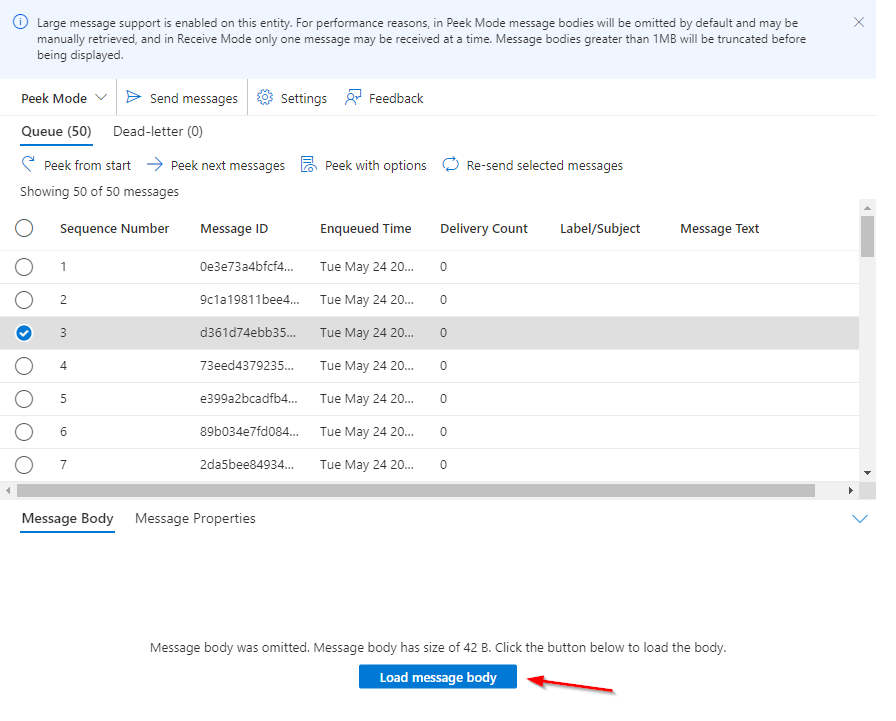 Large message support is enabled on this entity. For performance reasons, in Peek Mode message bodies will be omitted by default and may be
manually retrieved, and in Receive Mode only one message may be received at a time. Message bodies greater than 1MB will be truncated before
being displayed.
Peek Mode Send messages Settings Feedback
Queue (50) Dead-letter (0)
Peek from start Peek next messages Peek with options Re-send selected messages
Showing 50 of 50 messages
Sequence Number Message ID Enqueued Time Delivery Count Label/Subject Message Text
1 0e3e73a4bfcf4... Tue May 24 20... 0
2 9c1a19811bee4... Tue May 24 20... 0
3 d361d74ebb35... Tue May 24 20... 0
4 73eed4379235... Tue May 24 20... 0
5 e399a2bcadfb4... Tue May 24 20... 0
6 89b034e7fd084... Tue May 24 20... 0
7 2da5bee84934... Tue May 24 20... 0
Message Body Message Properties
Message body was omitted. Message body has size of 42 B. Click the button below to load the body.
Load message body